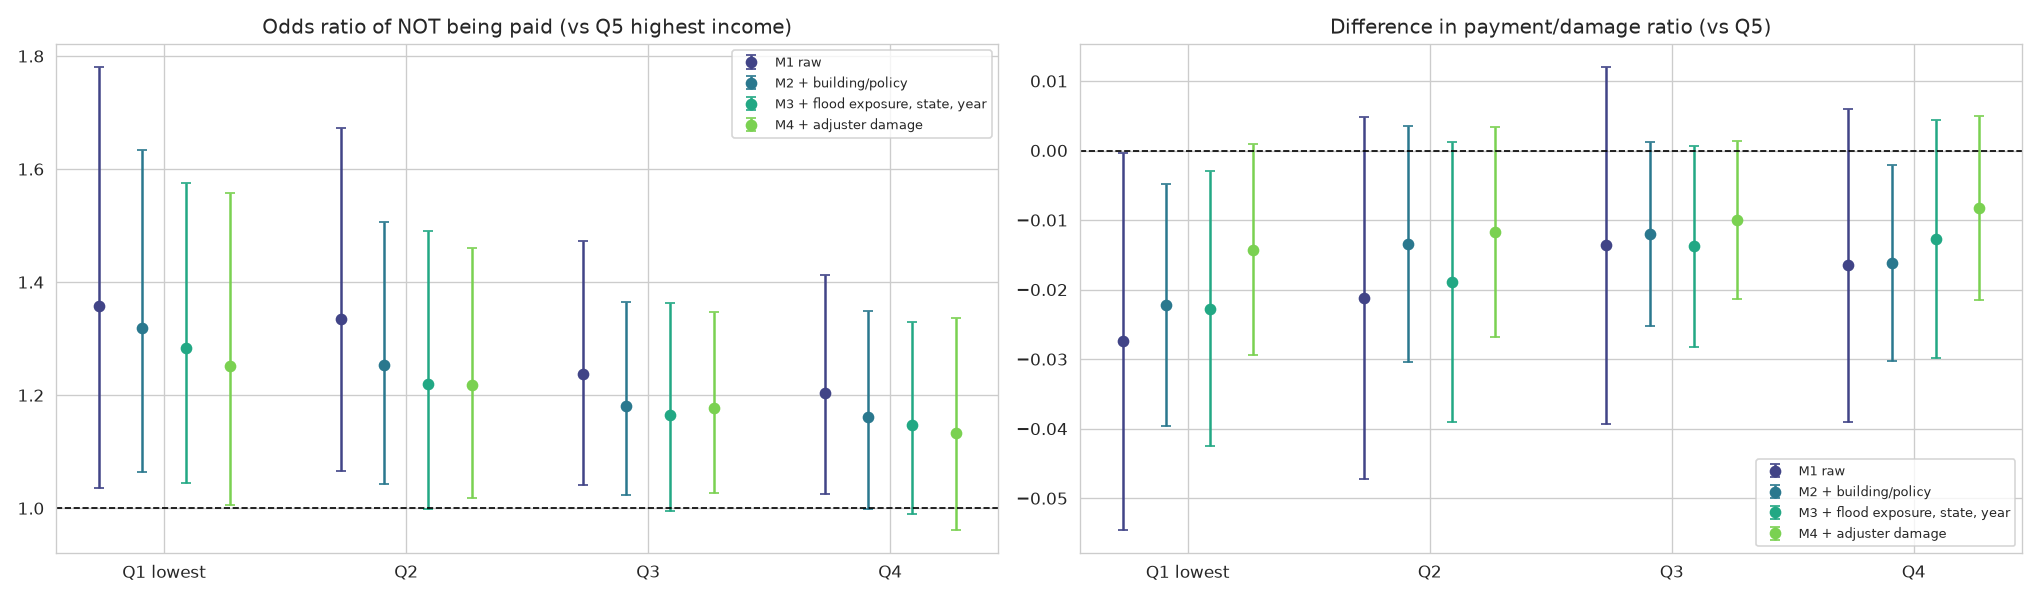 Odds ratio of NOT being paid (vs Q5 highest income)
1.8
1.6
1.4
1.2
1.0
M1 raw
M2 + building/policy
M3 + flood exposure, state, year
M4 + adjuster damage
Q1 lowest
Q2
Q3
Q4
Difference in payment/damage ratio (vs Q5)
0.01
0.00
−0.01
−0.02
−0.03
−0.04
−0.05
M1 raw
M2 + building/policy
M3 + flood exposure, state, year
M4 + adjuster damage
Q1 lowest
Q2
Q3
Q4